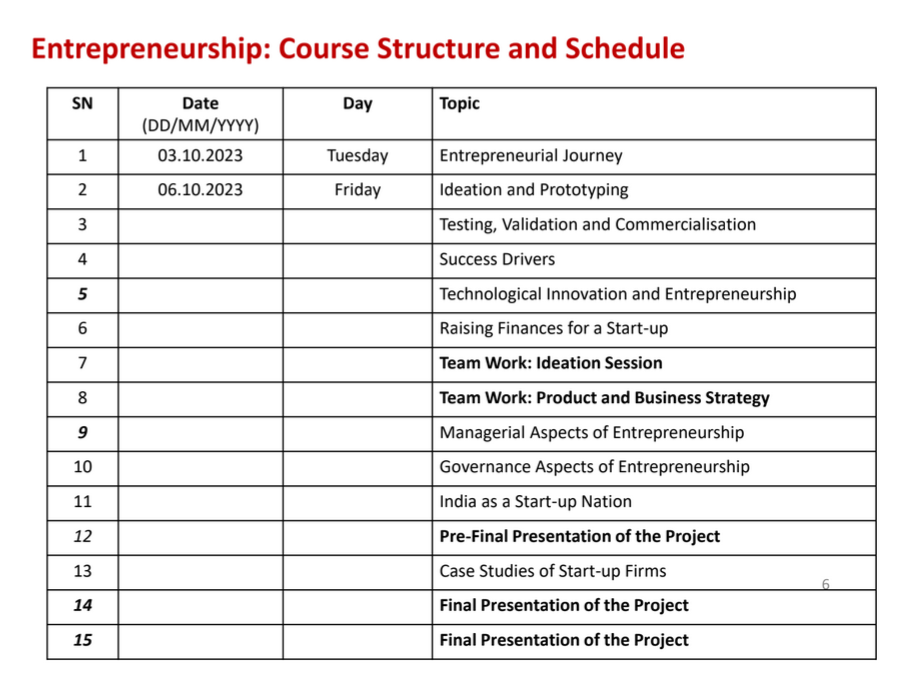 Entrepreneurship: Course Structure and Schedule
SN Date Day Topic
(DD/MM/YYYY)
1 03.10.2023 Tuesday Entrepreneurial Journey
2 06.10.2023 Friday Ideation and Prototyping
3 Testing, Validation and Commercialisation
4 Success Drivers
5 Technological Innovation and Entrepreneurship
6 Raising Finances for a Start-up
7 Team Work: Ideation Session
8 Team Work: Product and Business Strategy
9 Managerial Aspects of Entrepreneurship
10 Governance Aspects of Entrepreneurship
11 India as a Start-up Nation
12 Pre-Final Presentation of the Project
13 Case Studies of Start-up Firms
6
14 Final Presentation of the Project
15 Final Presentation of the Project